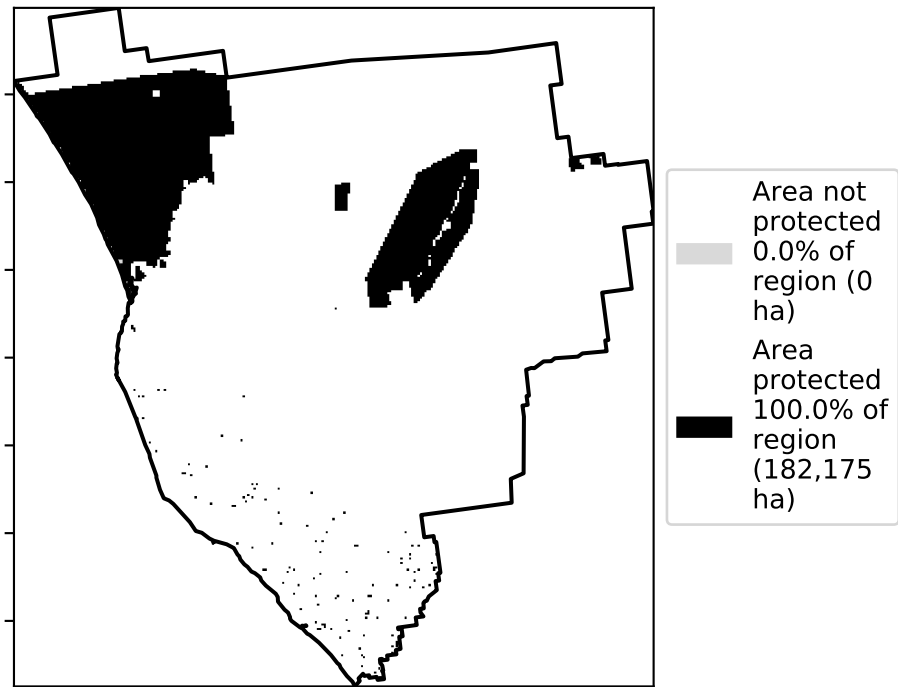 Area not
protected
0.0% of
region (0
ha)
Area
protected
100.0% of
region
(182,175
ha)